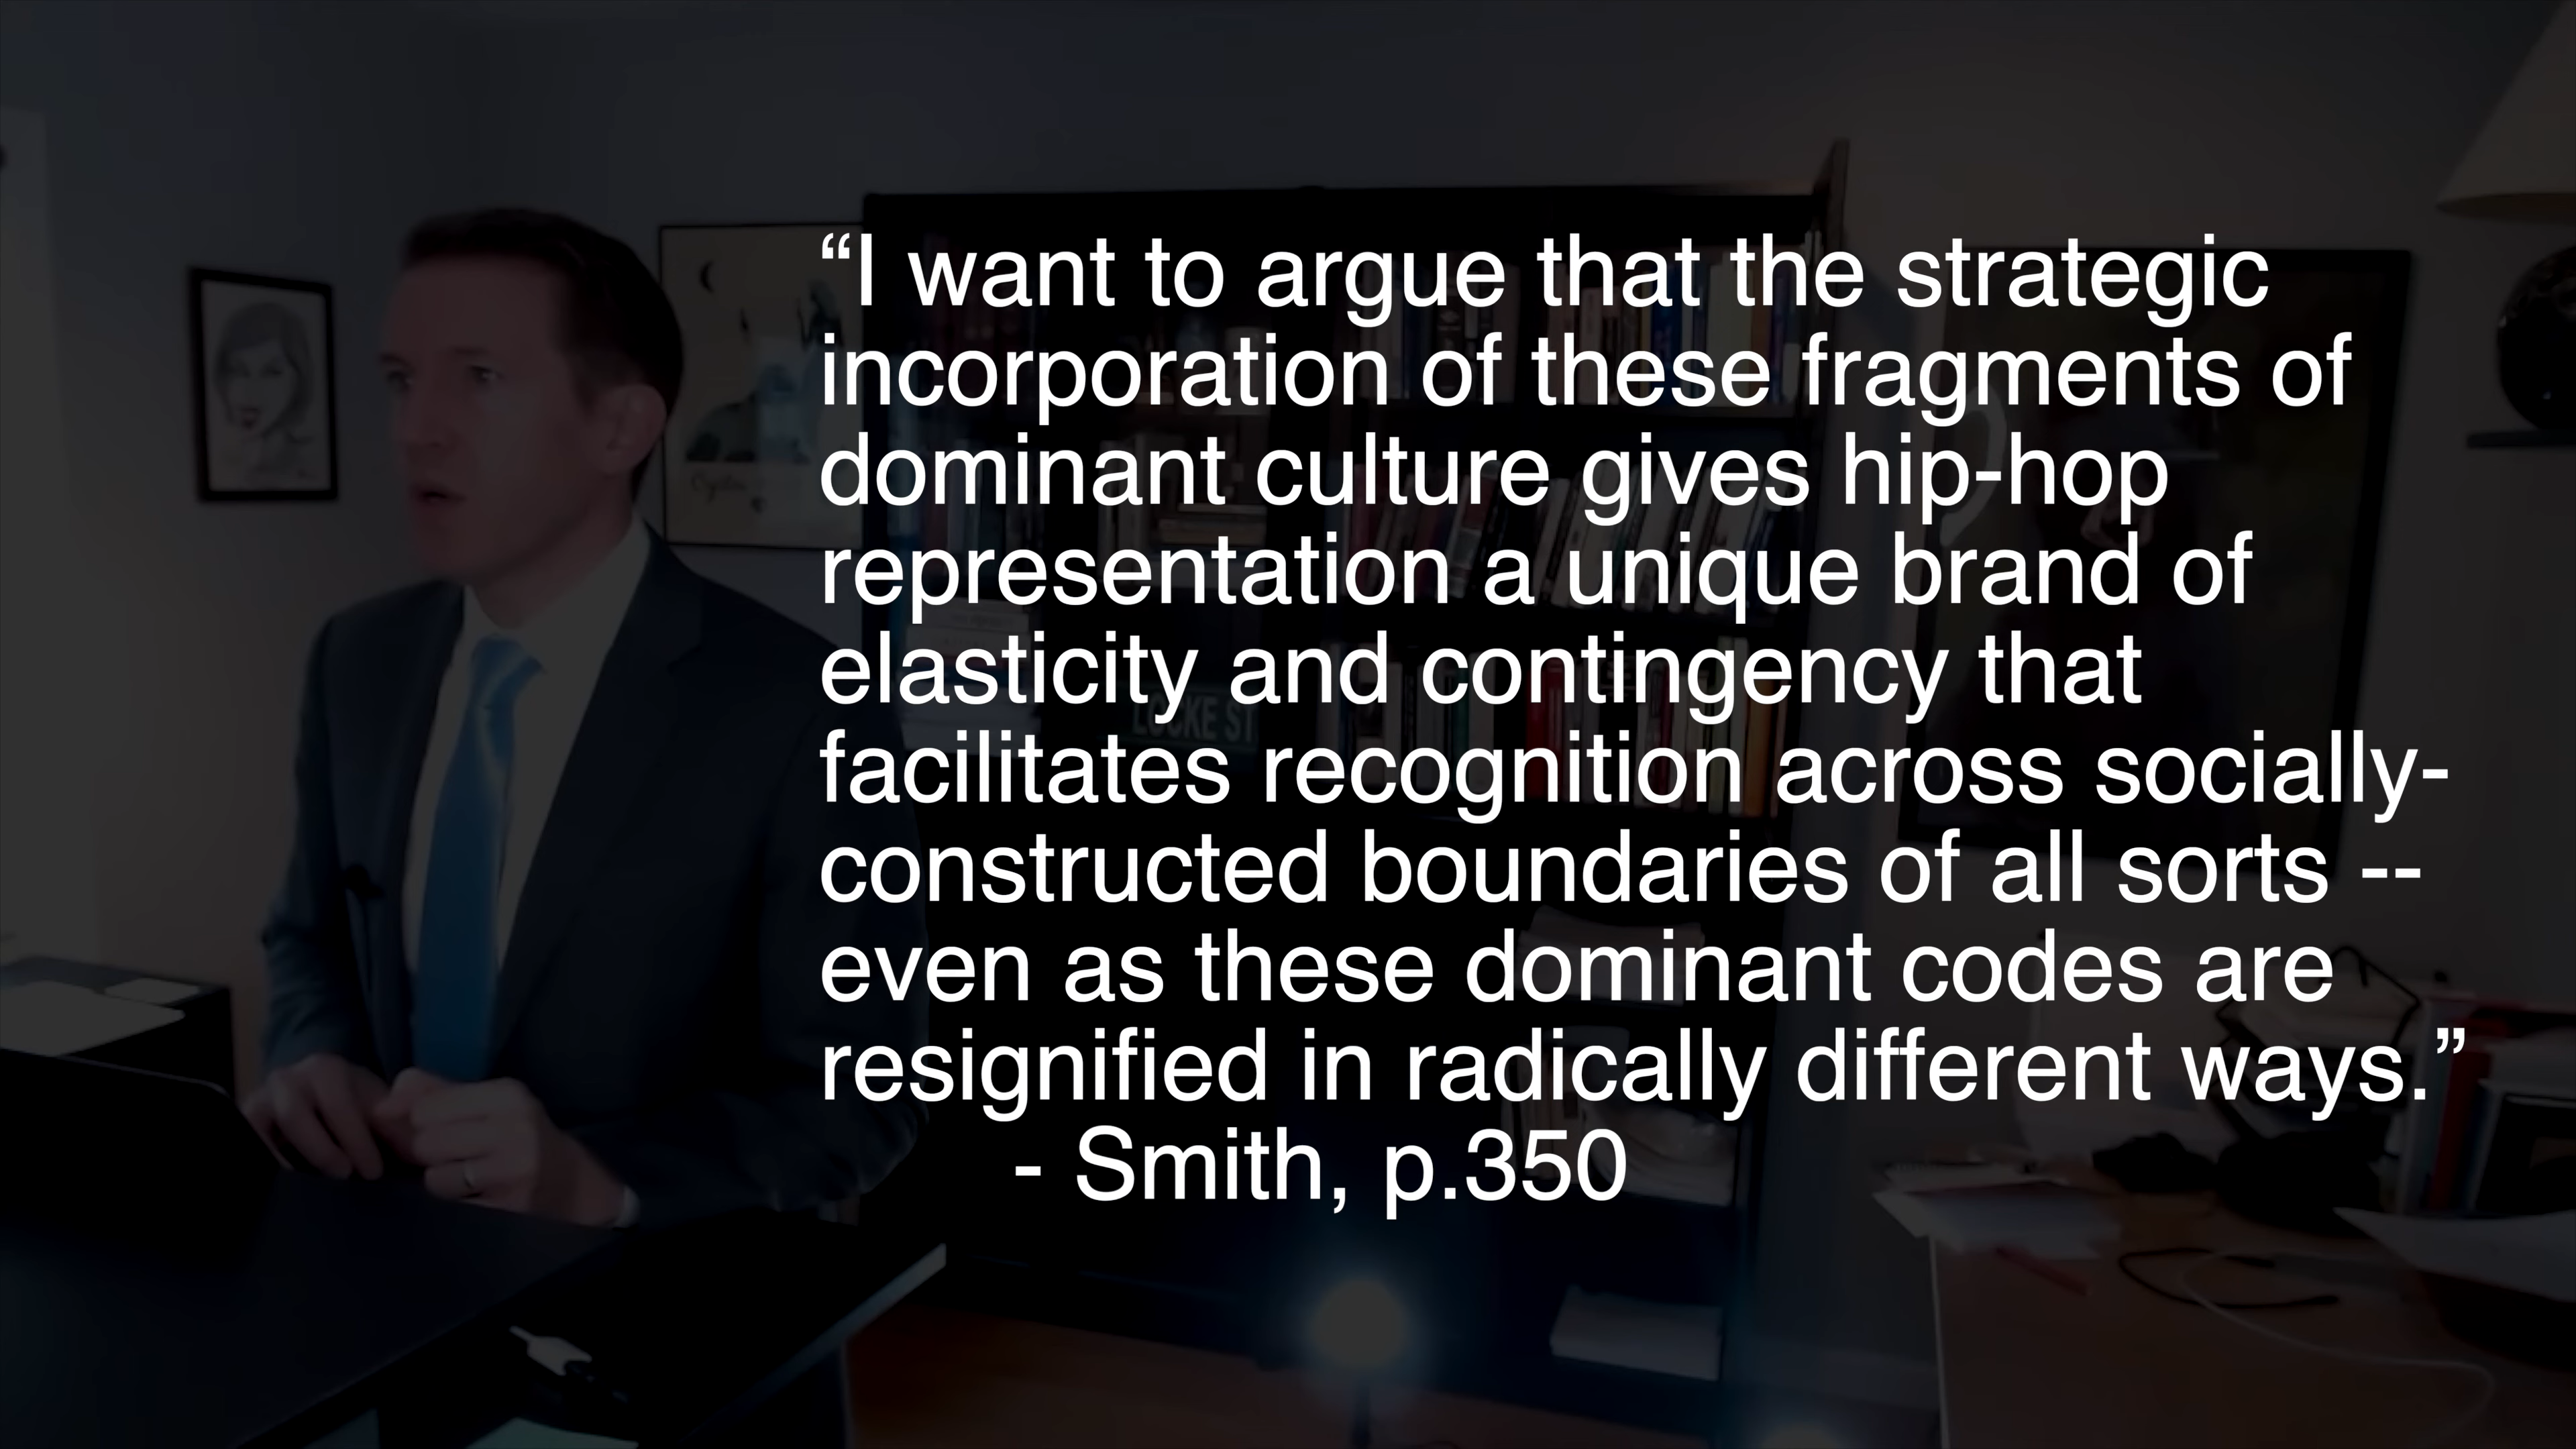 “I want to argue that the strategic
incorporation of these fragments of
dominant culture gives hip-hop
representation a unique brand of
elasticity and contingency that
facilitates recognition across socially-
constructed boundaries of all sorts --
even as these dominant codes are
resignified in radically different ways.”
- Smith, p.350
LOCKE ST